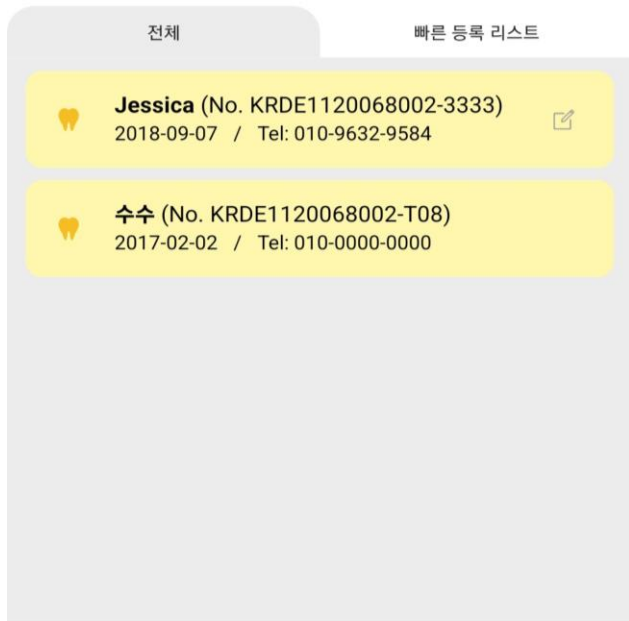 전체
빠른 등록 리스트
Jessica (No. KRDE1120068002-3333)
2018-09-07 / Tel: 010-9632-9584
수수 (No. KRDE1120068002-T08)
2017-02-02 / Tel: 010-0000-0000